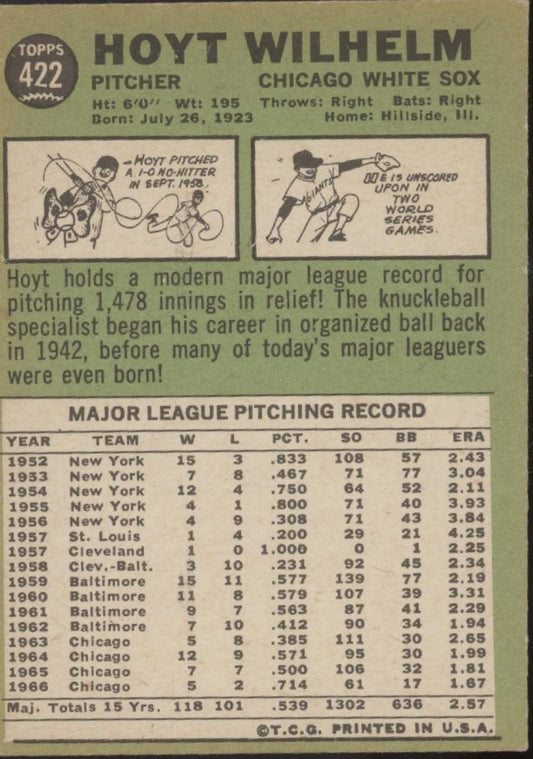 TOPPS
422
HOYT WILHELM
PITCHER CHICAGO WHITE SOX
Ht: 6'0" Wt: 195 Throws: Right Bats: Right
Born: July 26, 1923 Home: Hillside, Ill.
HOYT PITCHED
A 1-0 NO-HITTER
IN SEPT. 1958.
GIANTS
HE IS UNSCORED
UPON IN
TWO
WORLD
SERIES
GAMES.
Hoyt holds a modern major league record for
pitching 1,478 innings in relief! The knuckleball
specialist began his career in organized ball back
in 1942, before many of today's major leaguers
were even born!
MAJOR LEAGUE PITCHING RECORD
YEAR TEAM W L PCT. SO BB ERA
1952 New York 15 3 .833 108 57 2.43
1953 New York 7 8 .467 71 77 3.04
1954 New York 12 4 .750 64 52 2.11
1955 New York 4 1 .800 71 40 3.93
1956 New York 4 9 .308 71 43 3.84
1957 St. Louis 1 4 .200 29 21 4.25
1957 Cleveland 1 0 1.000 0 1 2.25
1958 Clev.-Balt. 3 10 .231 92 45 2.34
1959 Baltimore 15 11 .577 139 77 2.19
1960 Baltimore 11 8 .579 107 39 3.31
1961 Baltimore 9 7 .563 87 41 2.29
1962 Baltimore 7 10 .412 90 34 1.94
1963 Chicago 5 8 .385 111 30 2.65
1964 Chicago 12 9 .571 95 30 1.99
1965 Chicago 7 7 .500 106 32 1.81
1966 Chicago 5 2 .714 61 17 1.67
Maj. Totals 15 Yrs. 118 101 .539 1302 636 2.57
©T.C.G. PRINTED IN U.S.A.